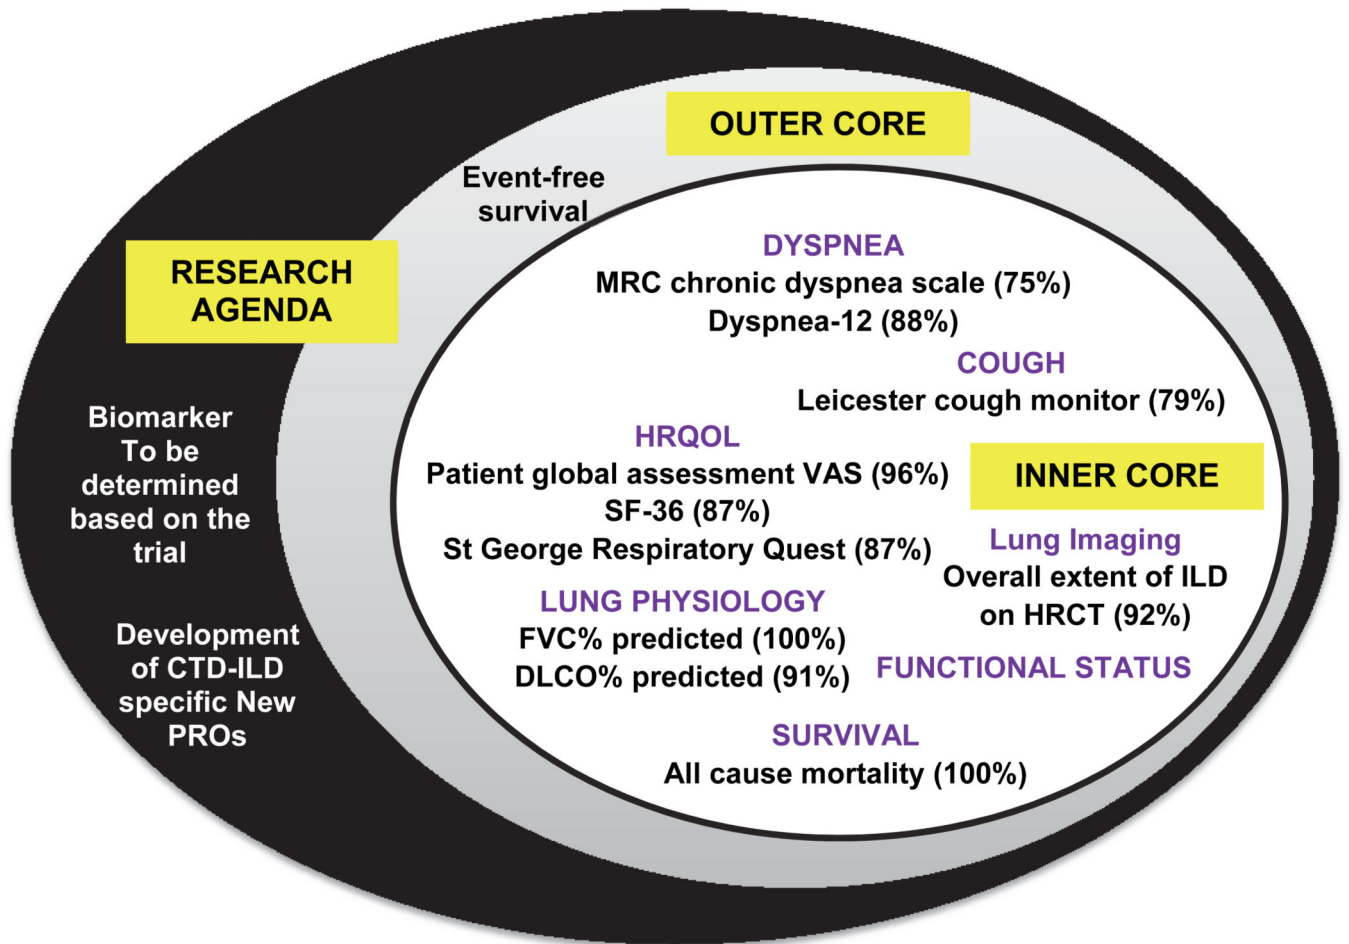 OUTER CORE
Event-free
survival
RESEARCH
AGENDA
Biomarker
To be
determined
based on the
trial
Development
of CTD-ILD
specific New
PROs
DYSPNEA
MRC chronic dyspnea scale (75%)
Dyspnea-12 (88%)
COUGH
Leicester cough monitor (79%)
HRQOL
Patient global assessment VAS (96%)
SF-36 (87%)
St George Respiratory Quest (87%)
INNER CORE
Lung Imaging
Overall extent of ILD
on HRCT (92%)
LUNG PHYSIOLOGY
FVC% predicted (100%)
DLCO% predicted (91%)
FUNCTIONAL STATUS
SURVIVAL
All cause mortality (100%)